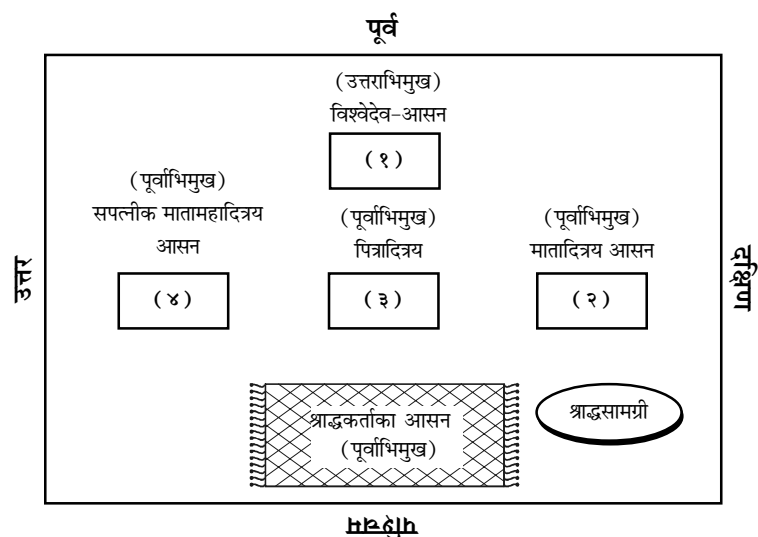 पूर्व
(उत्तराभिमुख)
विश्वेदेव-आसन
(१)
(पूर्वाभिमुख)
सपत्नीक मातामहादित्रय
आसन
(४)
(पूर्वाभिमुख)
पित्रादित्रय
(३)
(पूर्वाभिमुख)
मातादित्रय आसन
(२)
उत्तर
दक्षिण
श्राद्धकर्ताका आसन
(पूर्वाभिमुख)
श्राद्धसामग्री
पश्चिम